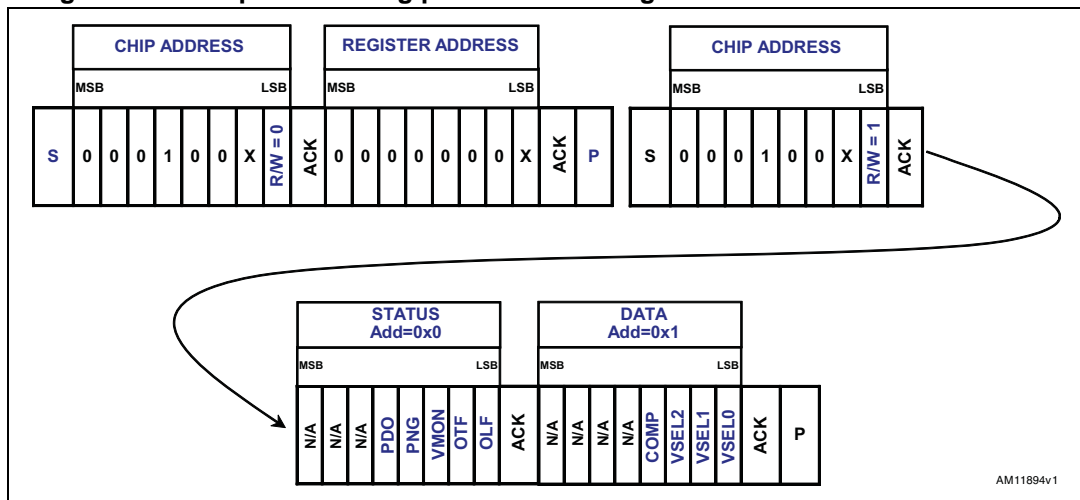 CHIP ADDRESS REGISTER ADDRESS CHIP ADDRESS
MSB LSB MSB LSB MSB LSB
S 0 0 0 1 0 0 X R/W = 0 ACK 0 0 0 0 0 0 0 X ACK P S 0 0 0 1 0 0 X R/W = 1 ACK
STATUS DATA
Add=0x0 Add=0x1
MSB LSB MSB LSB
N/A N/A N/A PDO PNG VMON OTF OLF ACK N/A N/A N/A N/A COMP VSEL2 VSEL1 VSEL0 ACK P
AM11894v1